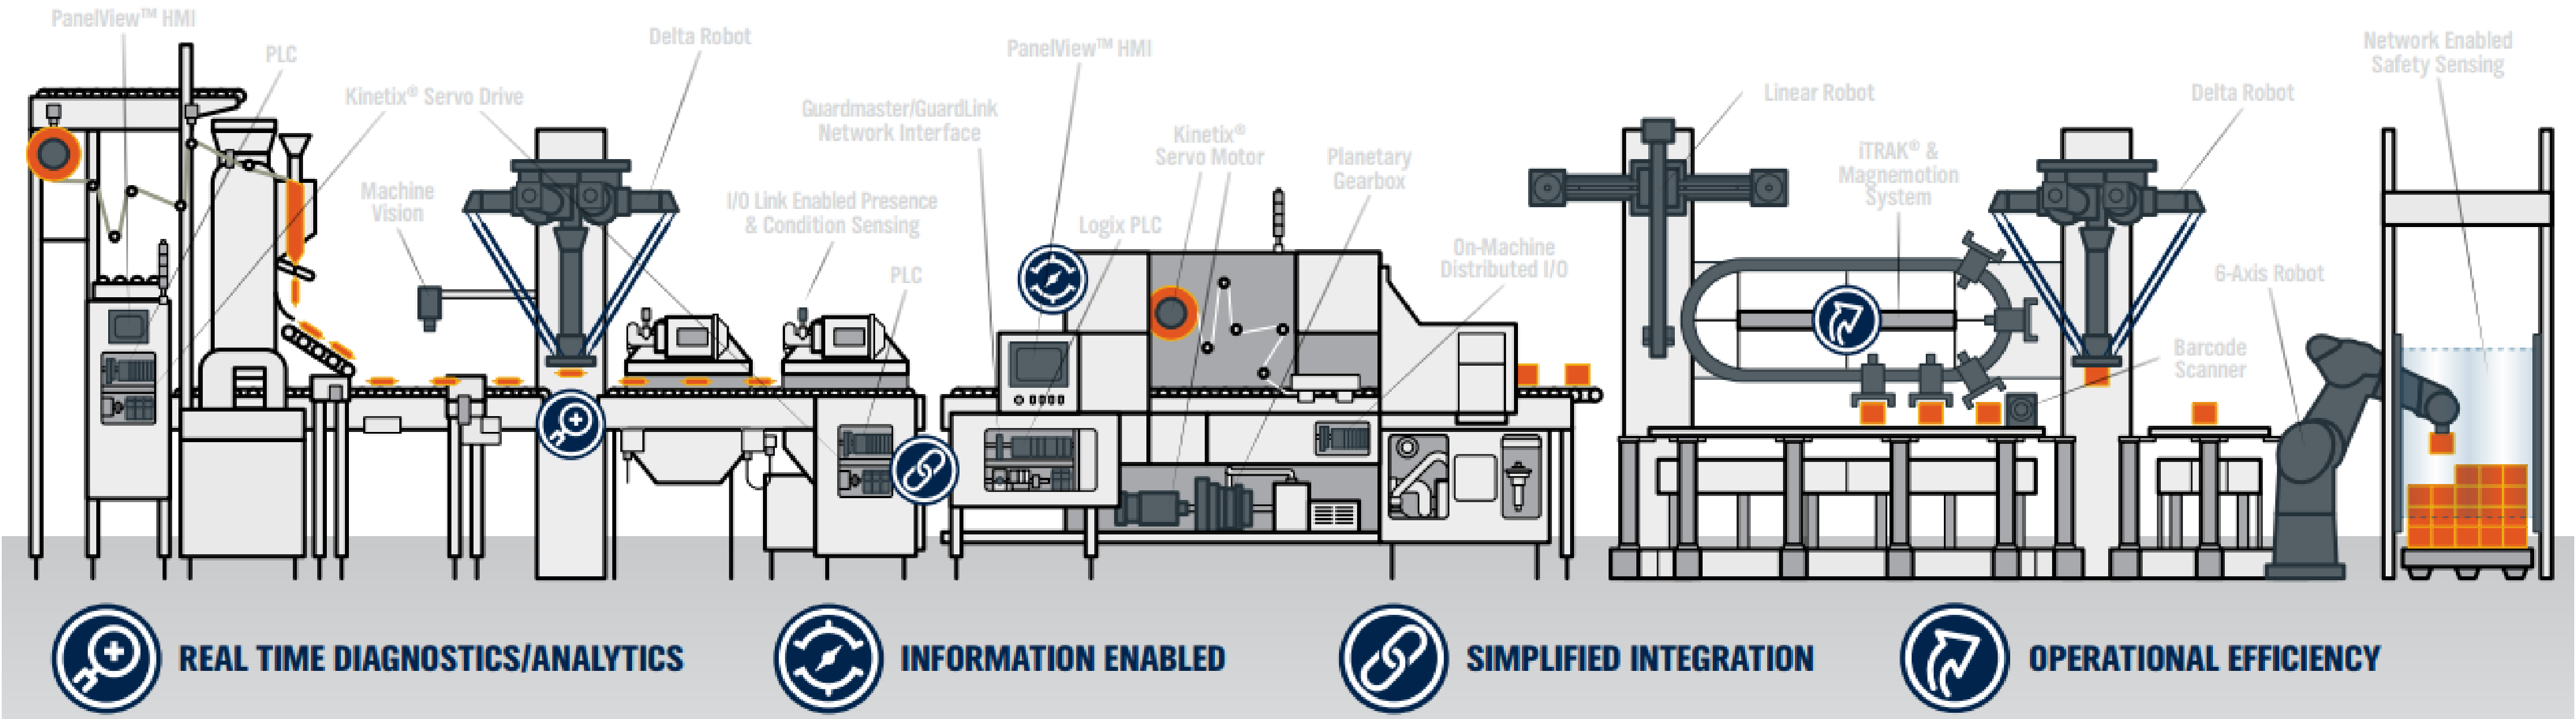 PanelView™ HMI
PLC
Kinetix® Servo Drive
Machine
Vision
Delta Robot
Guardmaster/GuardLink
Network Interface
I/O Link Enabled Presence
& Condition Sensing
PLC
PanelView™ HMI
Kinetix®
Servo Motor
Logix PLC
Planetary
Gearbox
On-Machine
Distributed I/O
Linear Robot
iTRAK® &
Magnemotion
System
Delta Robot
6-Axis Robot
Barcode
Scanner
Network Enabled
Safety Sensing
REAL TIME DIAGNOSTICS/ANALYTICS
INFORMATION ENABLED
SIMPLIFIED INTEGRATION
OPERATIONAL EFFICIENCY